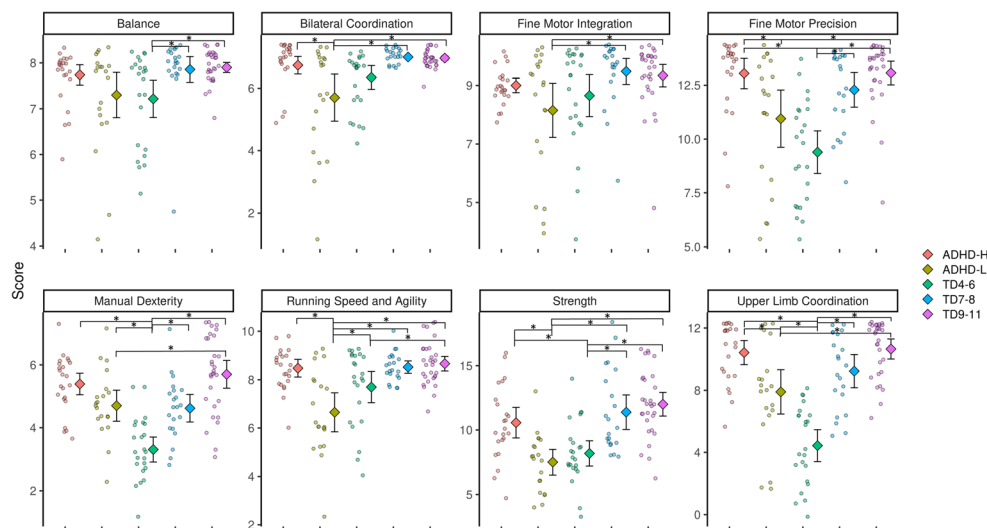 Balance
Bilateral Coordination
Fine Motor Integration
Fine Motor Precision
* *
8
7
6
5
4
* * *
6
4
2
* *
9
7
5
3
* * * * *
12.5
10.0
7.5
5.0
Score
ADHD-H
ADHD-L
TD4-6
TD7-8
TD9-11
Manual Dexterity
Running Speed and Agility
Strength
Upper Limb Coordination
* * * * *
6
4
2
* * * * *
10
8
6
4
2
* * * * * *
15
10
5
* * * * * *
12
8
4
0